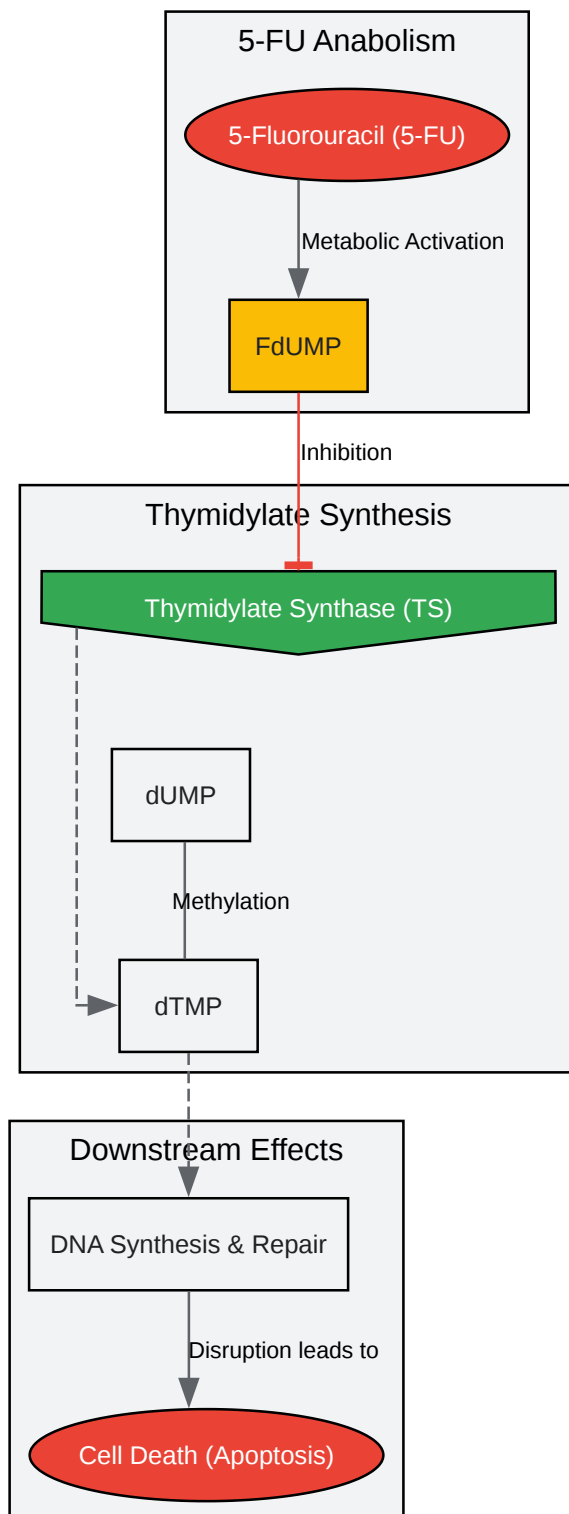 5-FU Anabolism
5-Fluorouracil (5-FU)
Metabolic Activation
FdUMP
Inhibition
Thymidylate Synthesis
Thymidylate Synthase (TS)
dUMP
Methylation
dTMP
Downstream Effects
DNA Synthesis & Repair
Disruption leads to
Cell Death (Apoptosis)